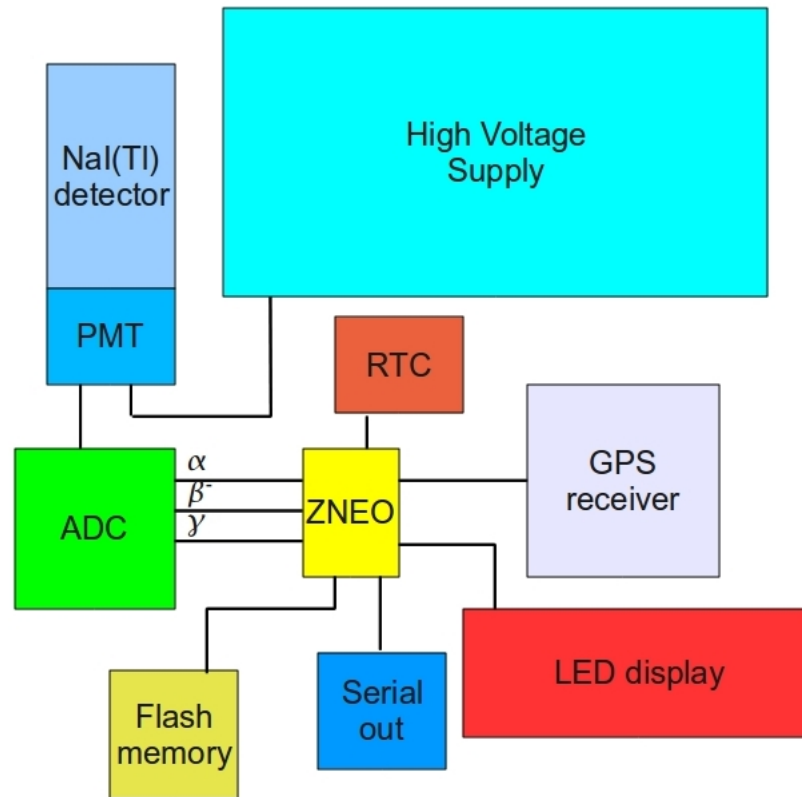 High Voltage
Supply
NaI(Tl)
detector
PMT
RTC
GPS
receiver
α
β-
γ
ADC
ZNEO
LED display
Serial
out
Flash
memory